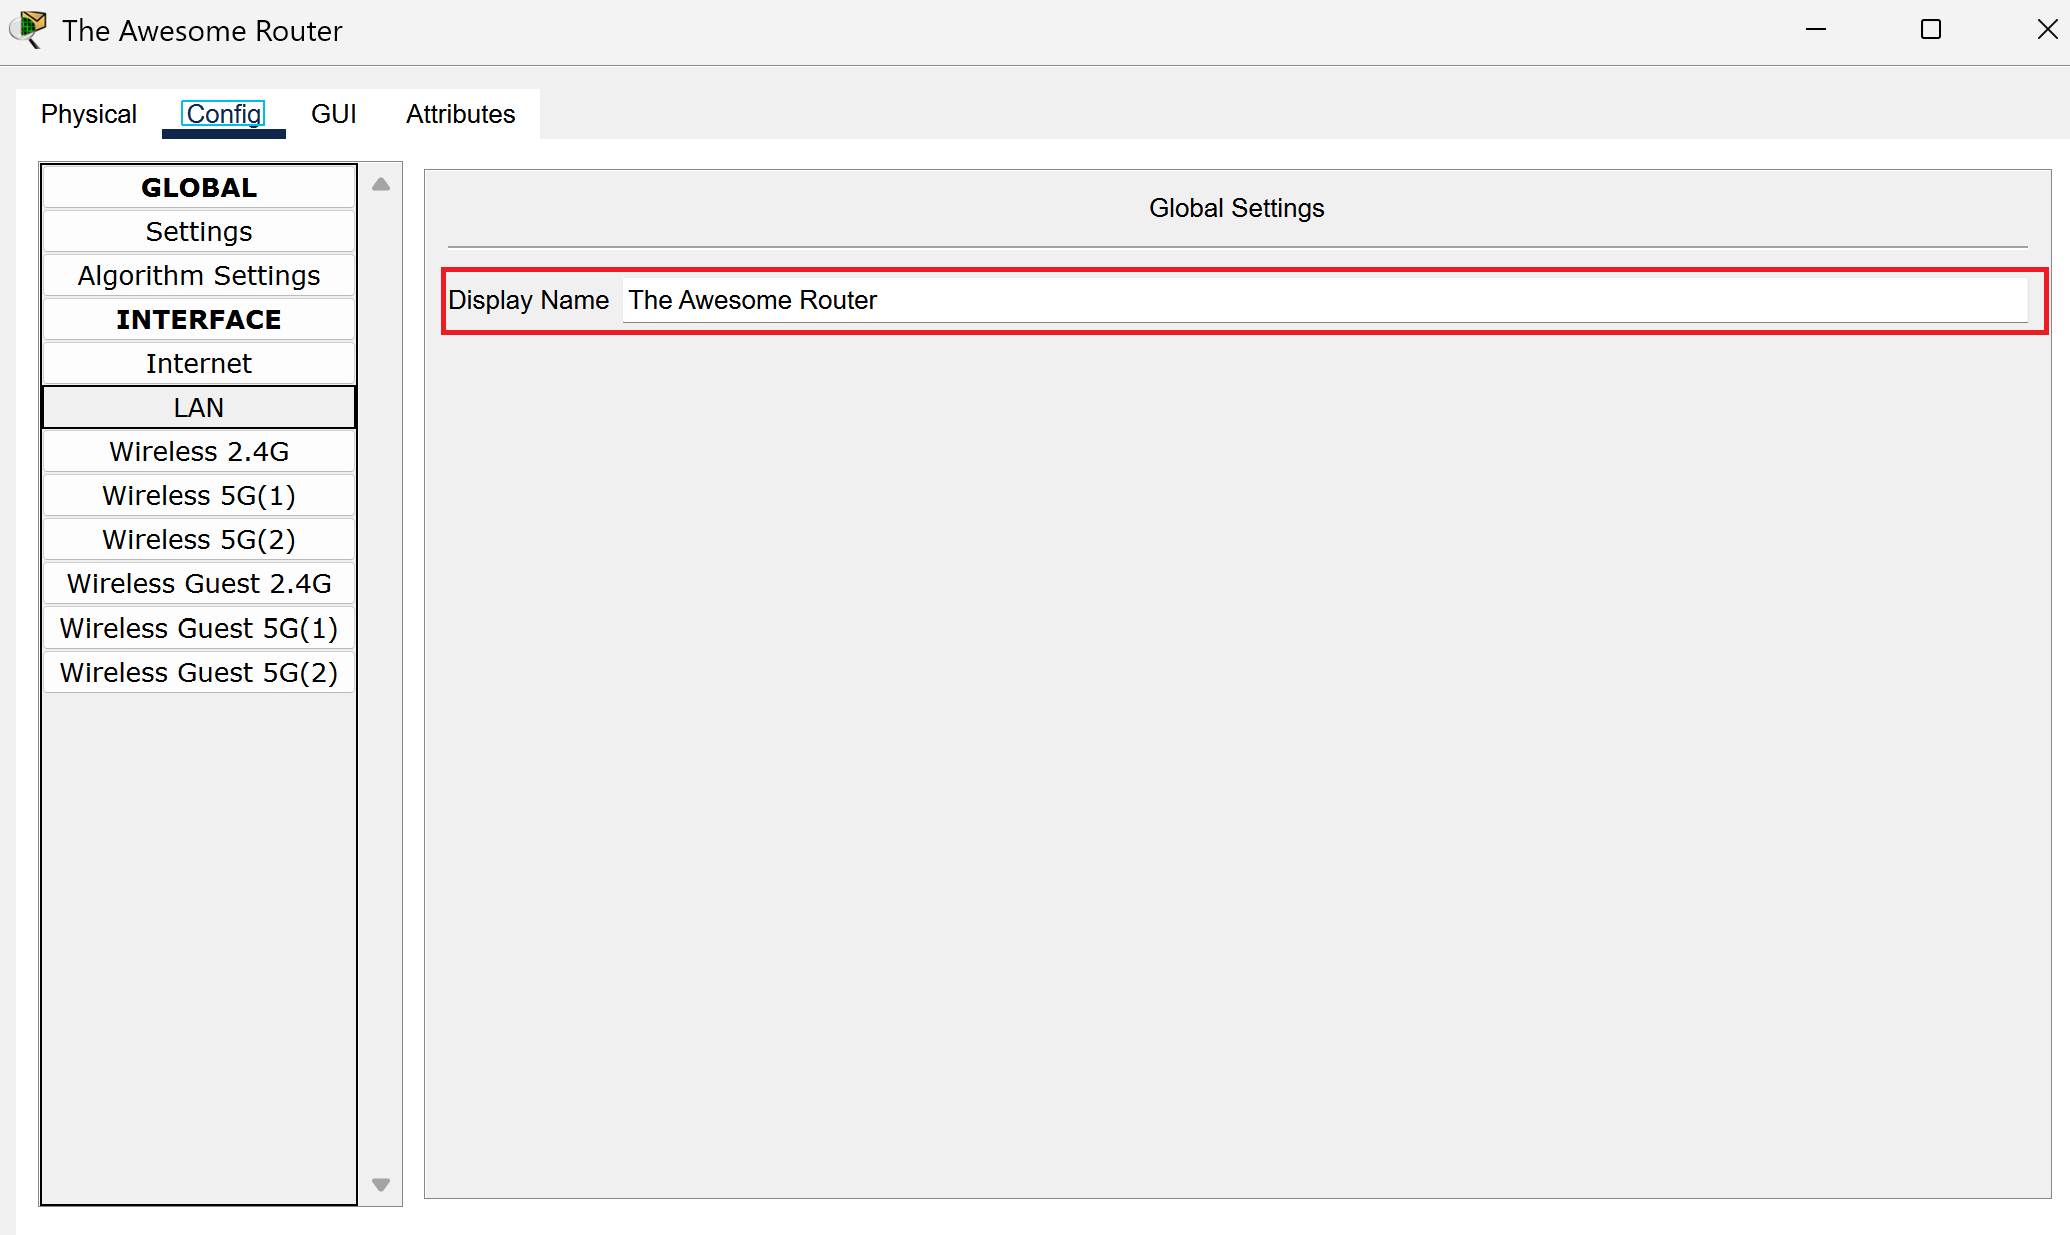 The Awesome Router
Physical Config GUI Attributes
GLOBAL
Settings
Algorithm Settings
INTERFACE
Internet
LAN
Wireless 2.4G
Wireless 5G(1)
Wireless 5G(2)
Wireless Guest 2.4G
Wireless Guest 5G(1)
Wireless Guest 5G(2)
Global Settings
Display Name The Awesome Router